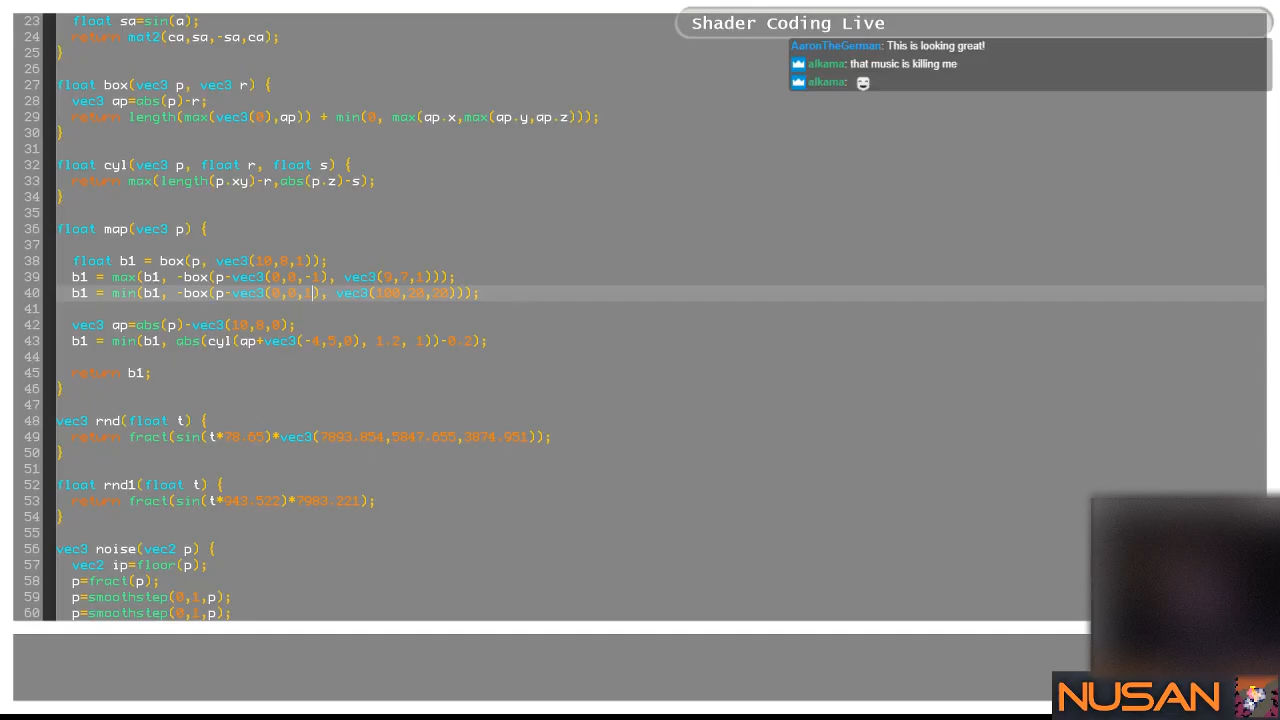 Shader Coding Live
AaronTheGerman: This is looking great!
alkama: that music is killing me
alkama:
23 float sa=sin(a);
24 return mat2(ca,sa,-sa,ca);
25 }
26
27 float box(vec3 p, vec3 r) {
28 vec3 ap=abs(p)-r;
29 return length(max(vec3(0),ap)) + min(0, max(ap.x,max(ap.y,ap.z)));
30 }
31
32 float cyl(vec3 p, float r, float s) {
33 return max(length(p.xy)-r,abs(p.z)-s);
34 }
35
36 float map(vec3 p) {
37
38 float b1 = box(p, vec3(10,8,1));
39 b1 = max(b1, -box(p-vec3(0,0,-1), vec3(9,7,1)));
40 b1 = min(b1, -box(p-vec3(0,0,1), vec3(100,20,20)));
41
42 vec3 ap=abs(p)-vec3(10,8,0);
43 b1 = min(b1, abs(cyl(ap+vec3(-4,5,0), 1.2, 1))-0.2);
44
45 return b1;
46 }
47
48 vec3 rnd(float t) {
49 return fract(sin(t*78.65)*vec3(7893.854,5847.655,3874.951));
50 }
51
52 float rnd1(float t) {
53 return fract(sin(t*943.522)*7983.221);
54 }
55
56 vec3 noise(vec2 p) {
57 vec2 ip=floor(p);
58 p=fract(p);
59 p=smoothstep(0,1,p);
60 p=smoothstep(0,1,p);
NUSAN